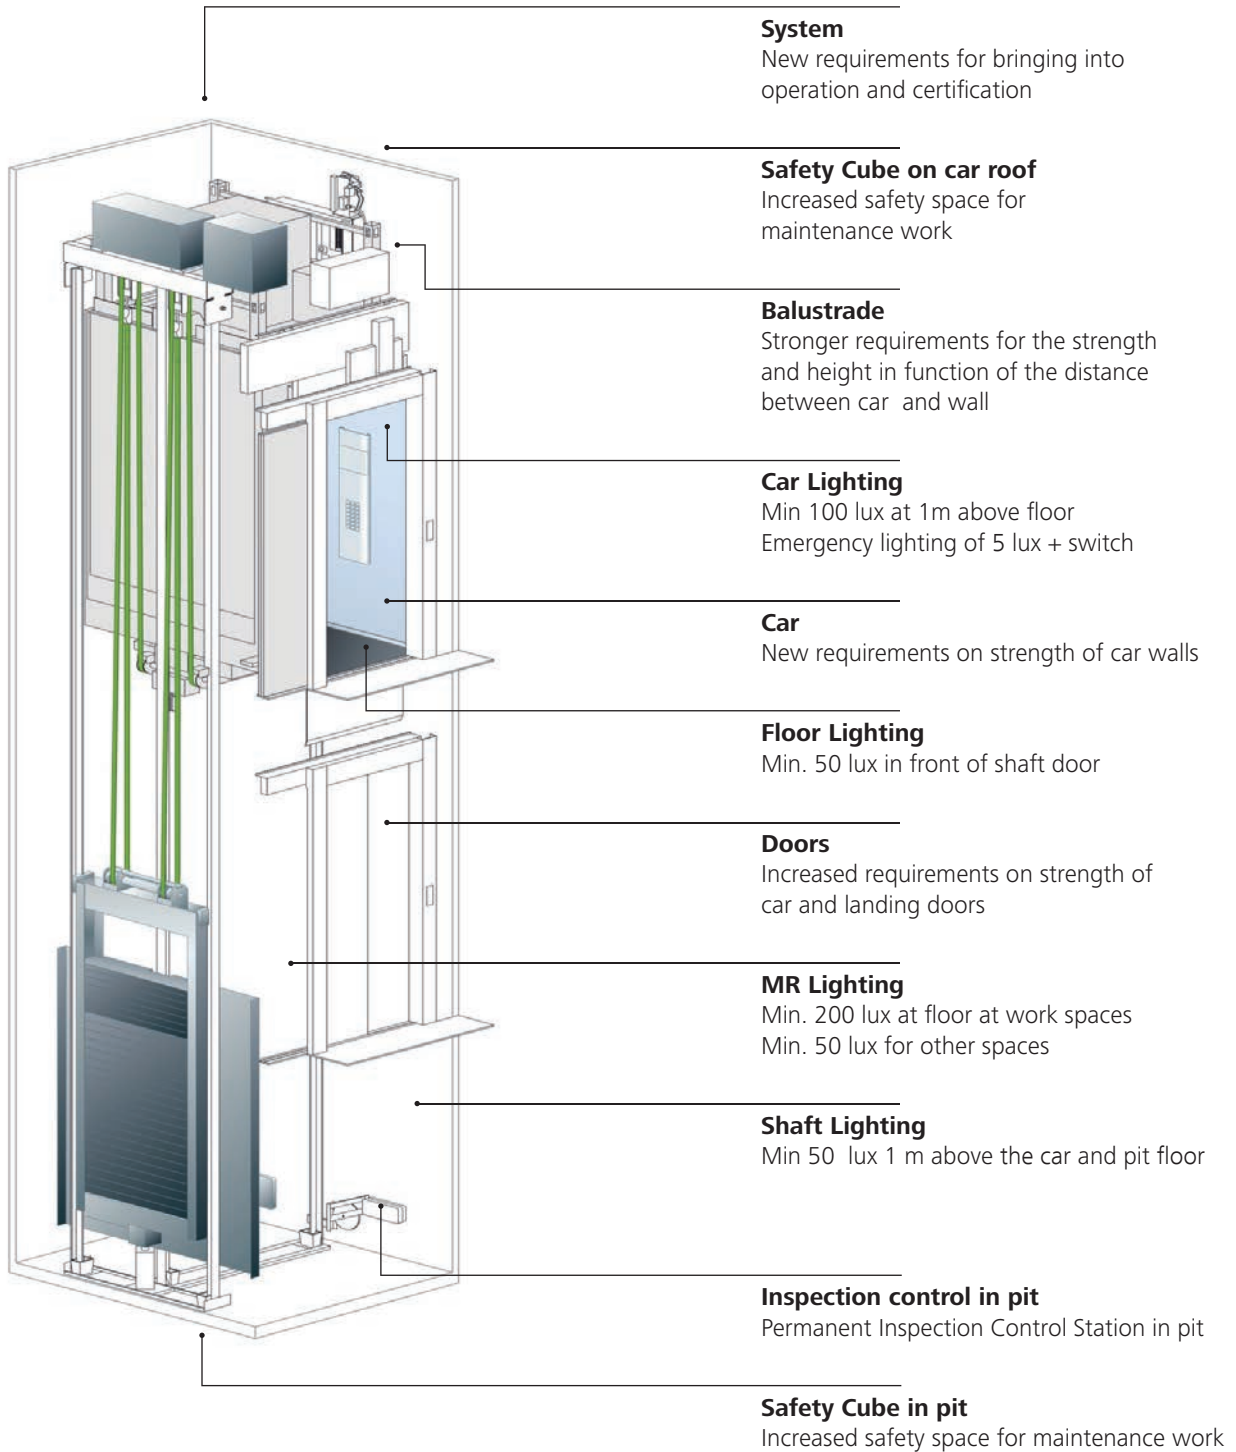 System
New requirements for bringing into
operation and certification
Safety Cube on car roof
Increased safety space for
maintenance work
Balustrade
Stronger requirements for the strength
and height in function of the distance
between car and wall
Car Lighting
Min 100 lux at 1m above floor
Emergency lighting of 5 lux + switch
Car
New requirements on strength of car walls
Floor Lighting
Min. 50 lux in front of shaft door
Doors
Increased requirements on strength of
car and landing doors
MR Lighting
Min. 200 lux at floor at work spaces
Min. 50 lux for other spaces
Shaft Lighting
Min 50 lux 1 m above the car and pit floor
Inspection control in pit
Permanent Inspection Control Station in pit
Safety Cube in pit
Increased safety space for maintenance work